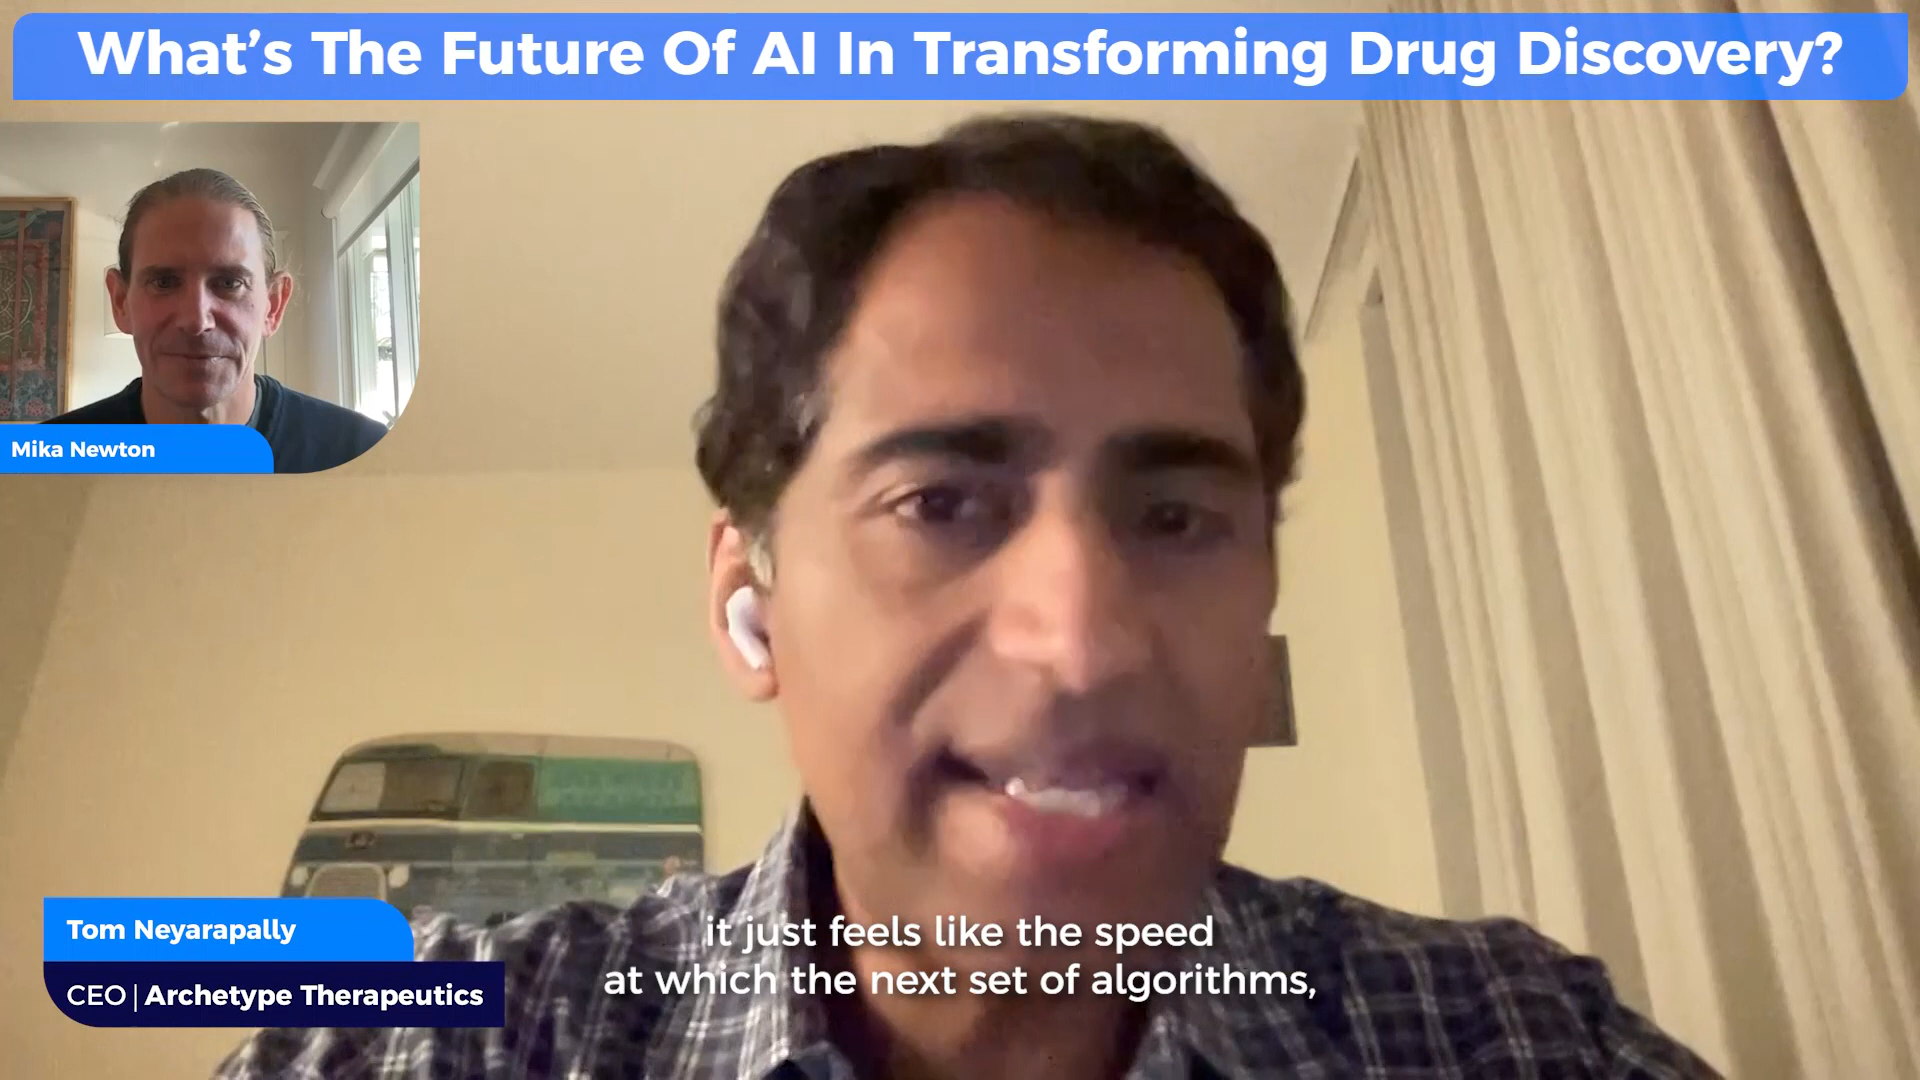 What's The Future Of AI In Transforming Drug Discovery?
Mika Newton
Tom Neyarapally
CEO | Archetype Therapeutics
it just feels like the speed
at which the next set of algorithms,